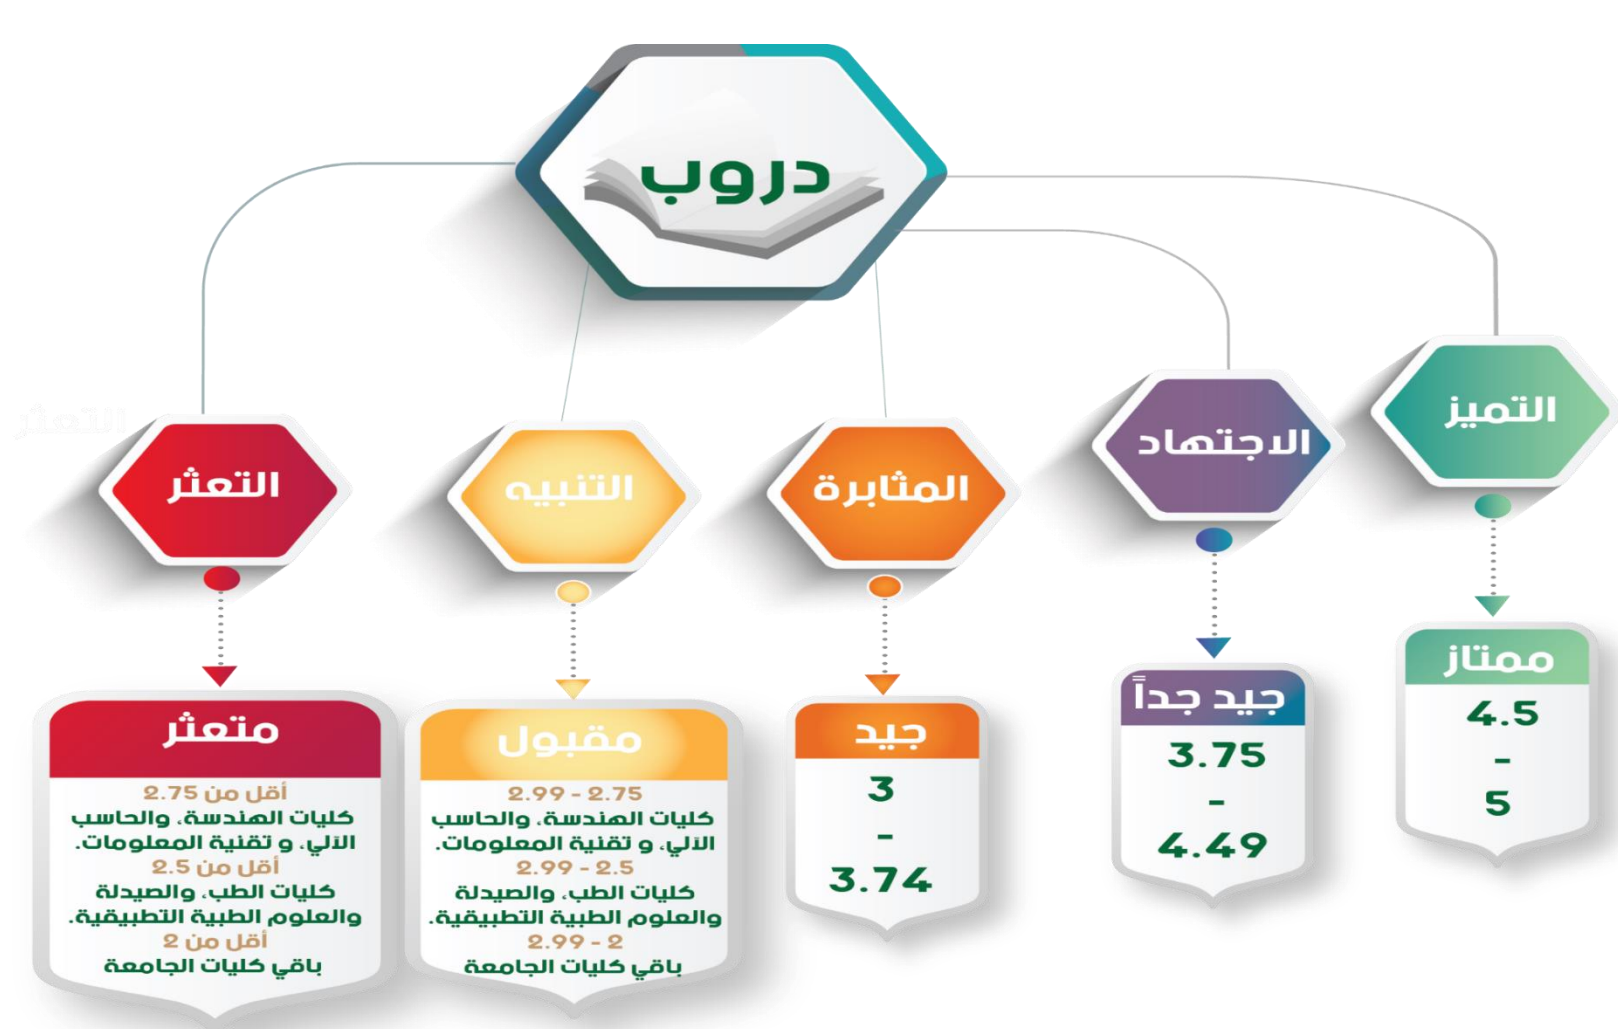 دروب
التميز
ممتاز
4.5
-
5
الاجتهاد
جيد جداً
3.75
-
4.49
المثابرة
جيد
3
-
3.74
التنبيه
مقبول
2.75 - 2.99
كليات الهندسة، والحاسب
الآلي، و تقنية المعلومات.
2.5 - 2.99
كليات الطب، والصيدلة
والعلوم الطبية التطبيقية.
2 - 2.99
باقي كليات الجامعة
التعثر
متعثر
أقل من 2.75
كليات الهندسة، والحاسب
الآلي، و تقنية المعلومات.
أقل من 2.5
كليات الطب، والصيدلة
والعلوم الطبية التطبيقية.
أقل من 2
باقي كليات الجامعة
التعثر